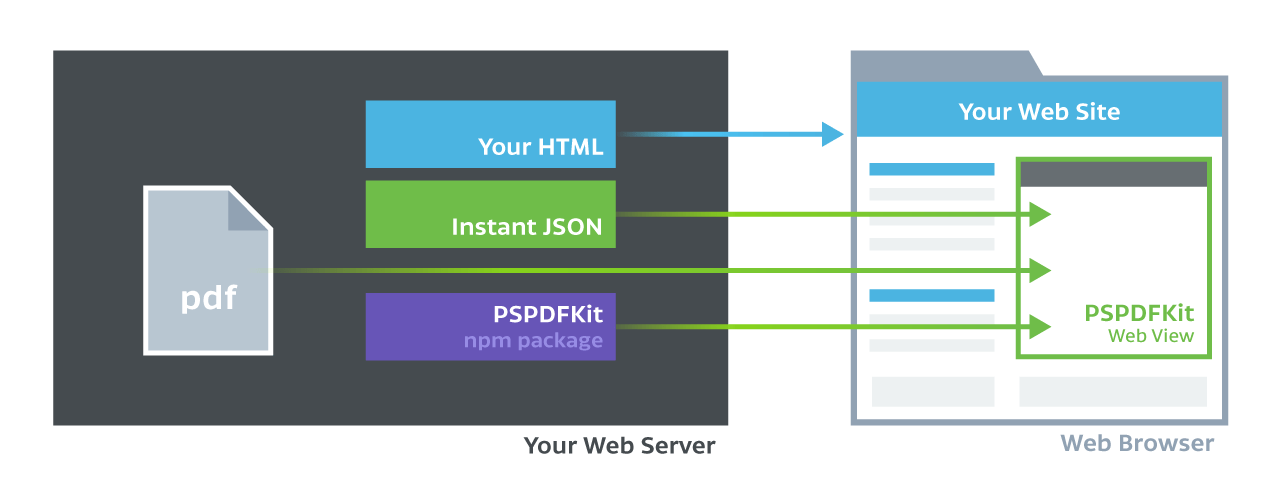 Your HTML
Instant JSON
pdf
PSPDFKit
npm package
Your Web Server
Your Web Site
PSPDFKit
Web View
Web Browser